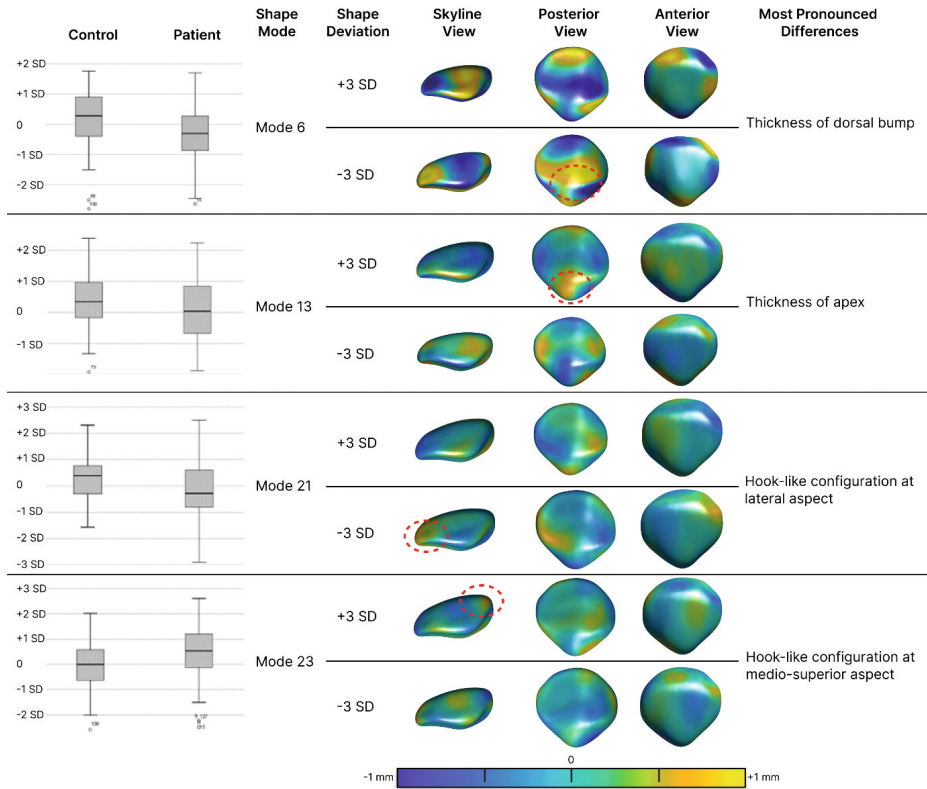 Control Patient Shape Mode Shape Deviation Skyline View Posterior View Anterior View Most Pronounced Differences
+2 SD
+1 SD
0
-1 SD
-2 SD
Mode 6
+3 SD
-3 SD
Thickness of dorsal bump
+2 SD
+1 SD
0
-1 SD
Mode 13
+3 SD
-3 SD
Thickness of apex
+3 SD
+2 SD
+1 SD
0
-1 SD
-2 SD
-3 SD
Mode 21
+3 SD
-3 SD
Hook-like configuration at
lateral aspect
+3 SD
+2 SD
+1 SD
0
-1 SD
-2 SD
Mode 23
+3 SD
-3 SD
Hook-like configuration at
medio-superior aspect
0
-1 mm +1 mm